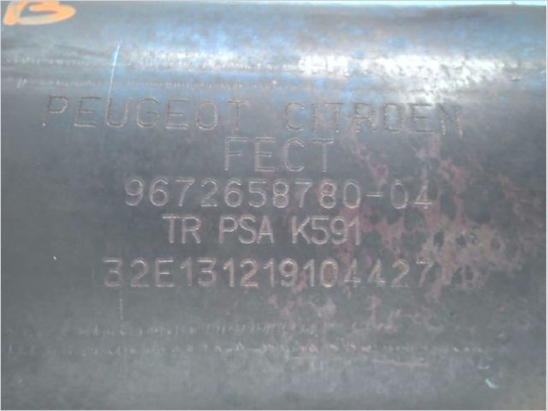 B
PEUGEOT CITROEN
FECT
9672658780-04
TR PSA K591
32E131219104427